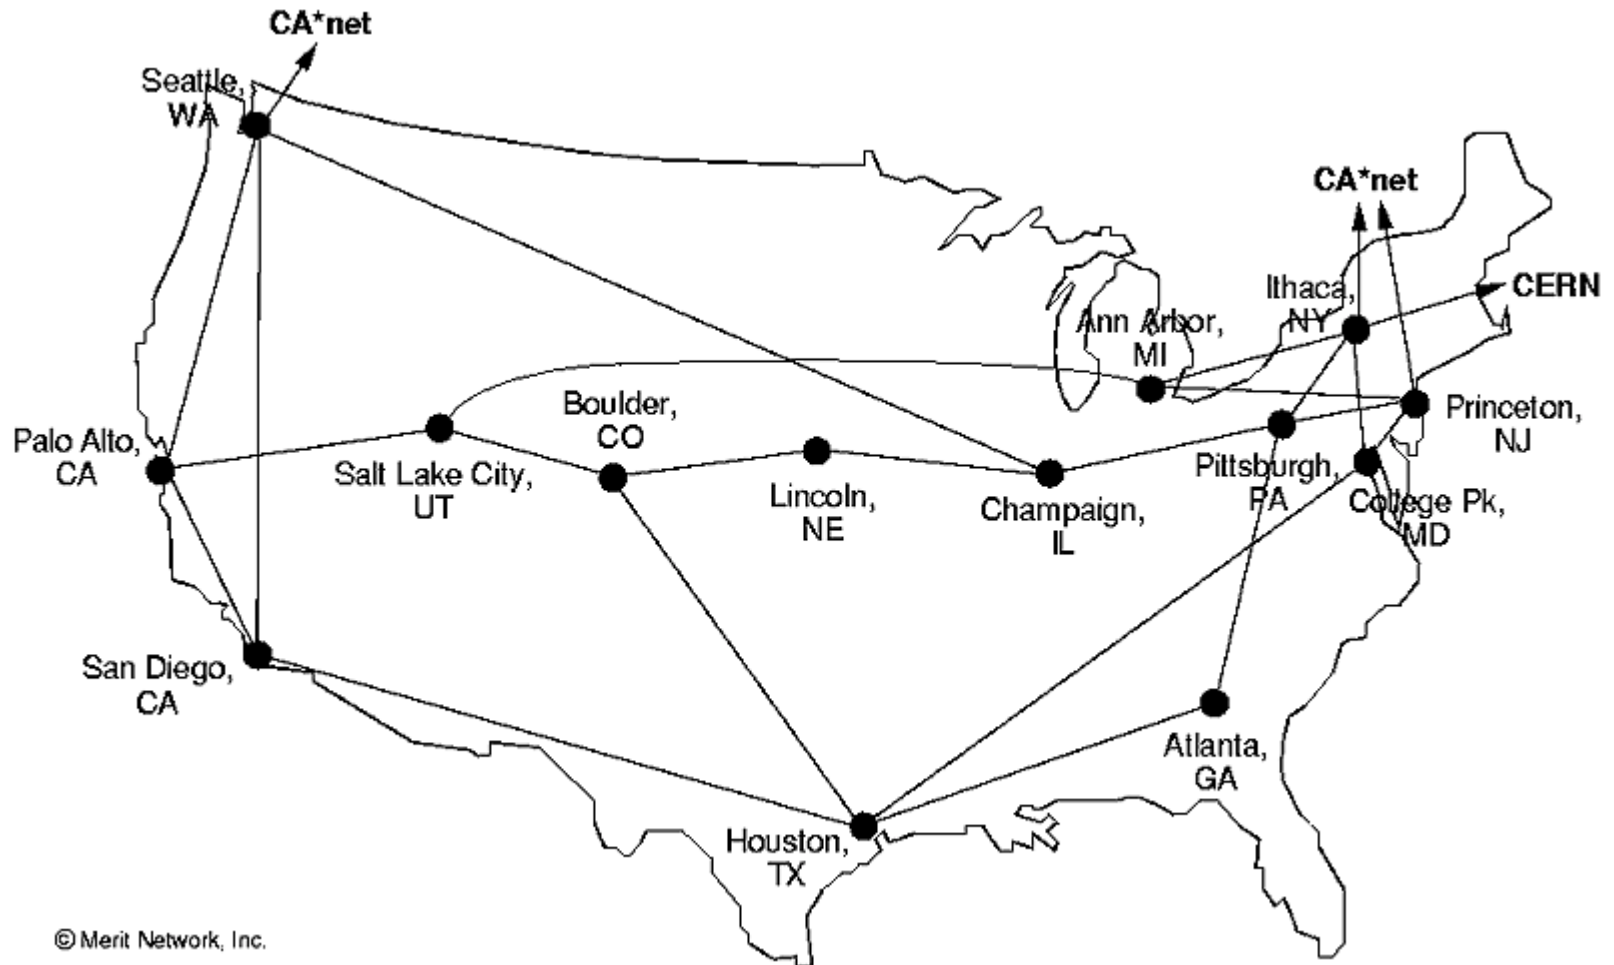 CA*net
Seattle,
WA
CA*net
Ithaca,
NY
CERN
Ann Arbor,
MI
Boulder,
CO
Princeton,
NJ
Palo Alto,
CA
Salt Lake City,
UT
Pittsburgh,
PA
Lincoln,
NE
Champaign,
IL
College Pk,
MD
San Diego,
CA
Atlanta,
GA
Houston,
TX
© Merit Network, Inc.